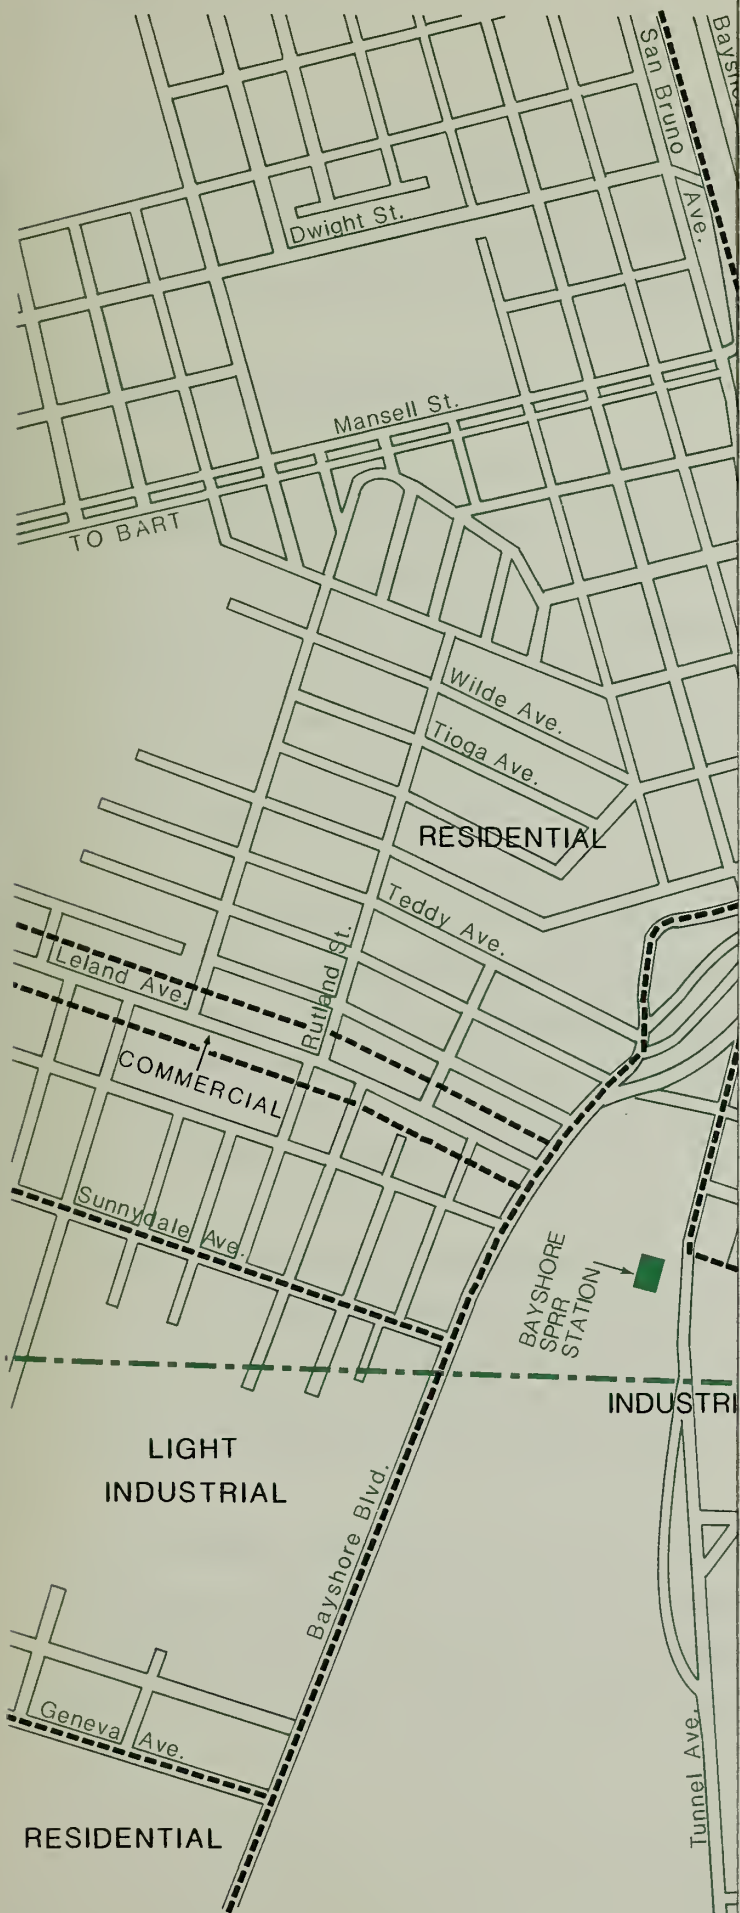 San Bruno Ave.
Baysho
Dwight St.
Mansell St.
TO BART
Wilde Ave.
Tioga Ave.
RESIDENTIAL
Teddy Ave.
Leland Ave.
Rutland St.
COMMERCIAL
Sunnydale Ave.
BAYSHORE
SPRR
STATION
INDUSTRI
LIGHT
INDUSTRIAL
Bayshore Blvd.
Geneva Ave.
Tunnel Ave.
RESIDENTIAL